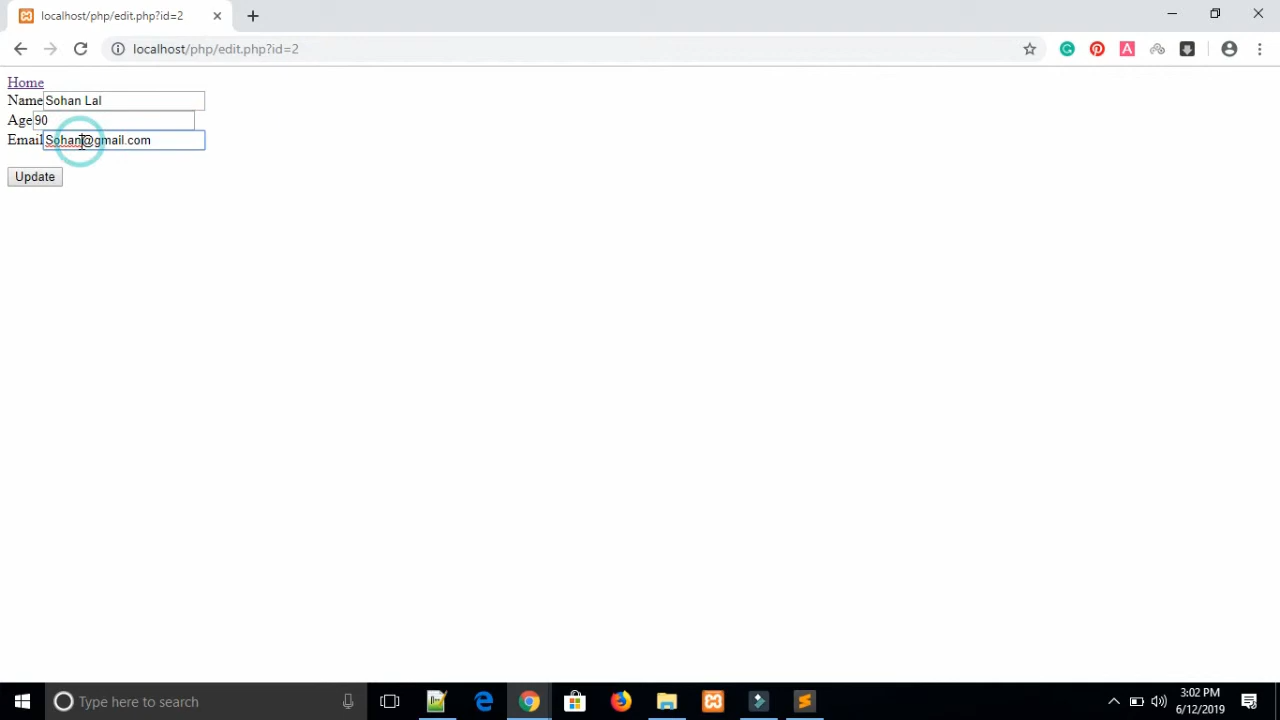 localhost/php/edit.php?id=2
localhost/php/edit.php?id=2
Home
Name Sohan Lal
Age 90
Email Sohan@gmail.com
Update
Type here to search
3:02 PM
6/12/2019